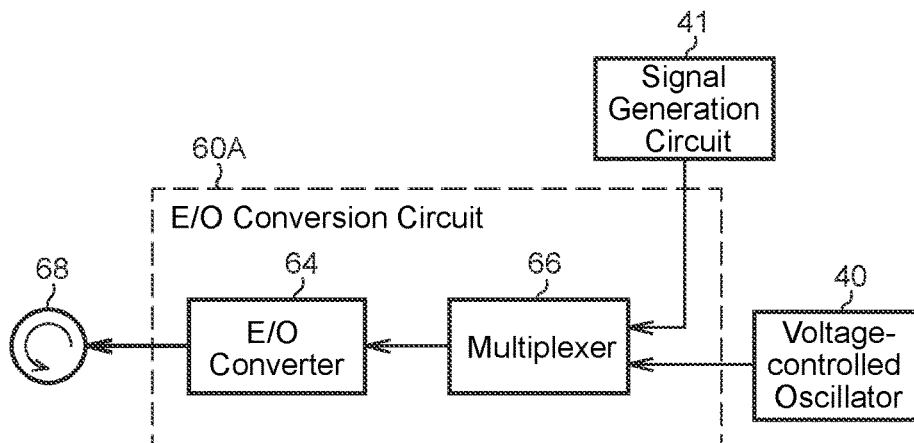 41
Signal
Generation
Circuit
60A
E/O Conversion Circuit
68
64
E/O
Converter
66
Multiplexer
40
Voltage-
controlled
Oscillator